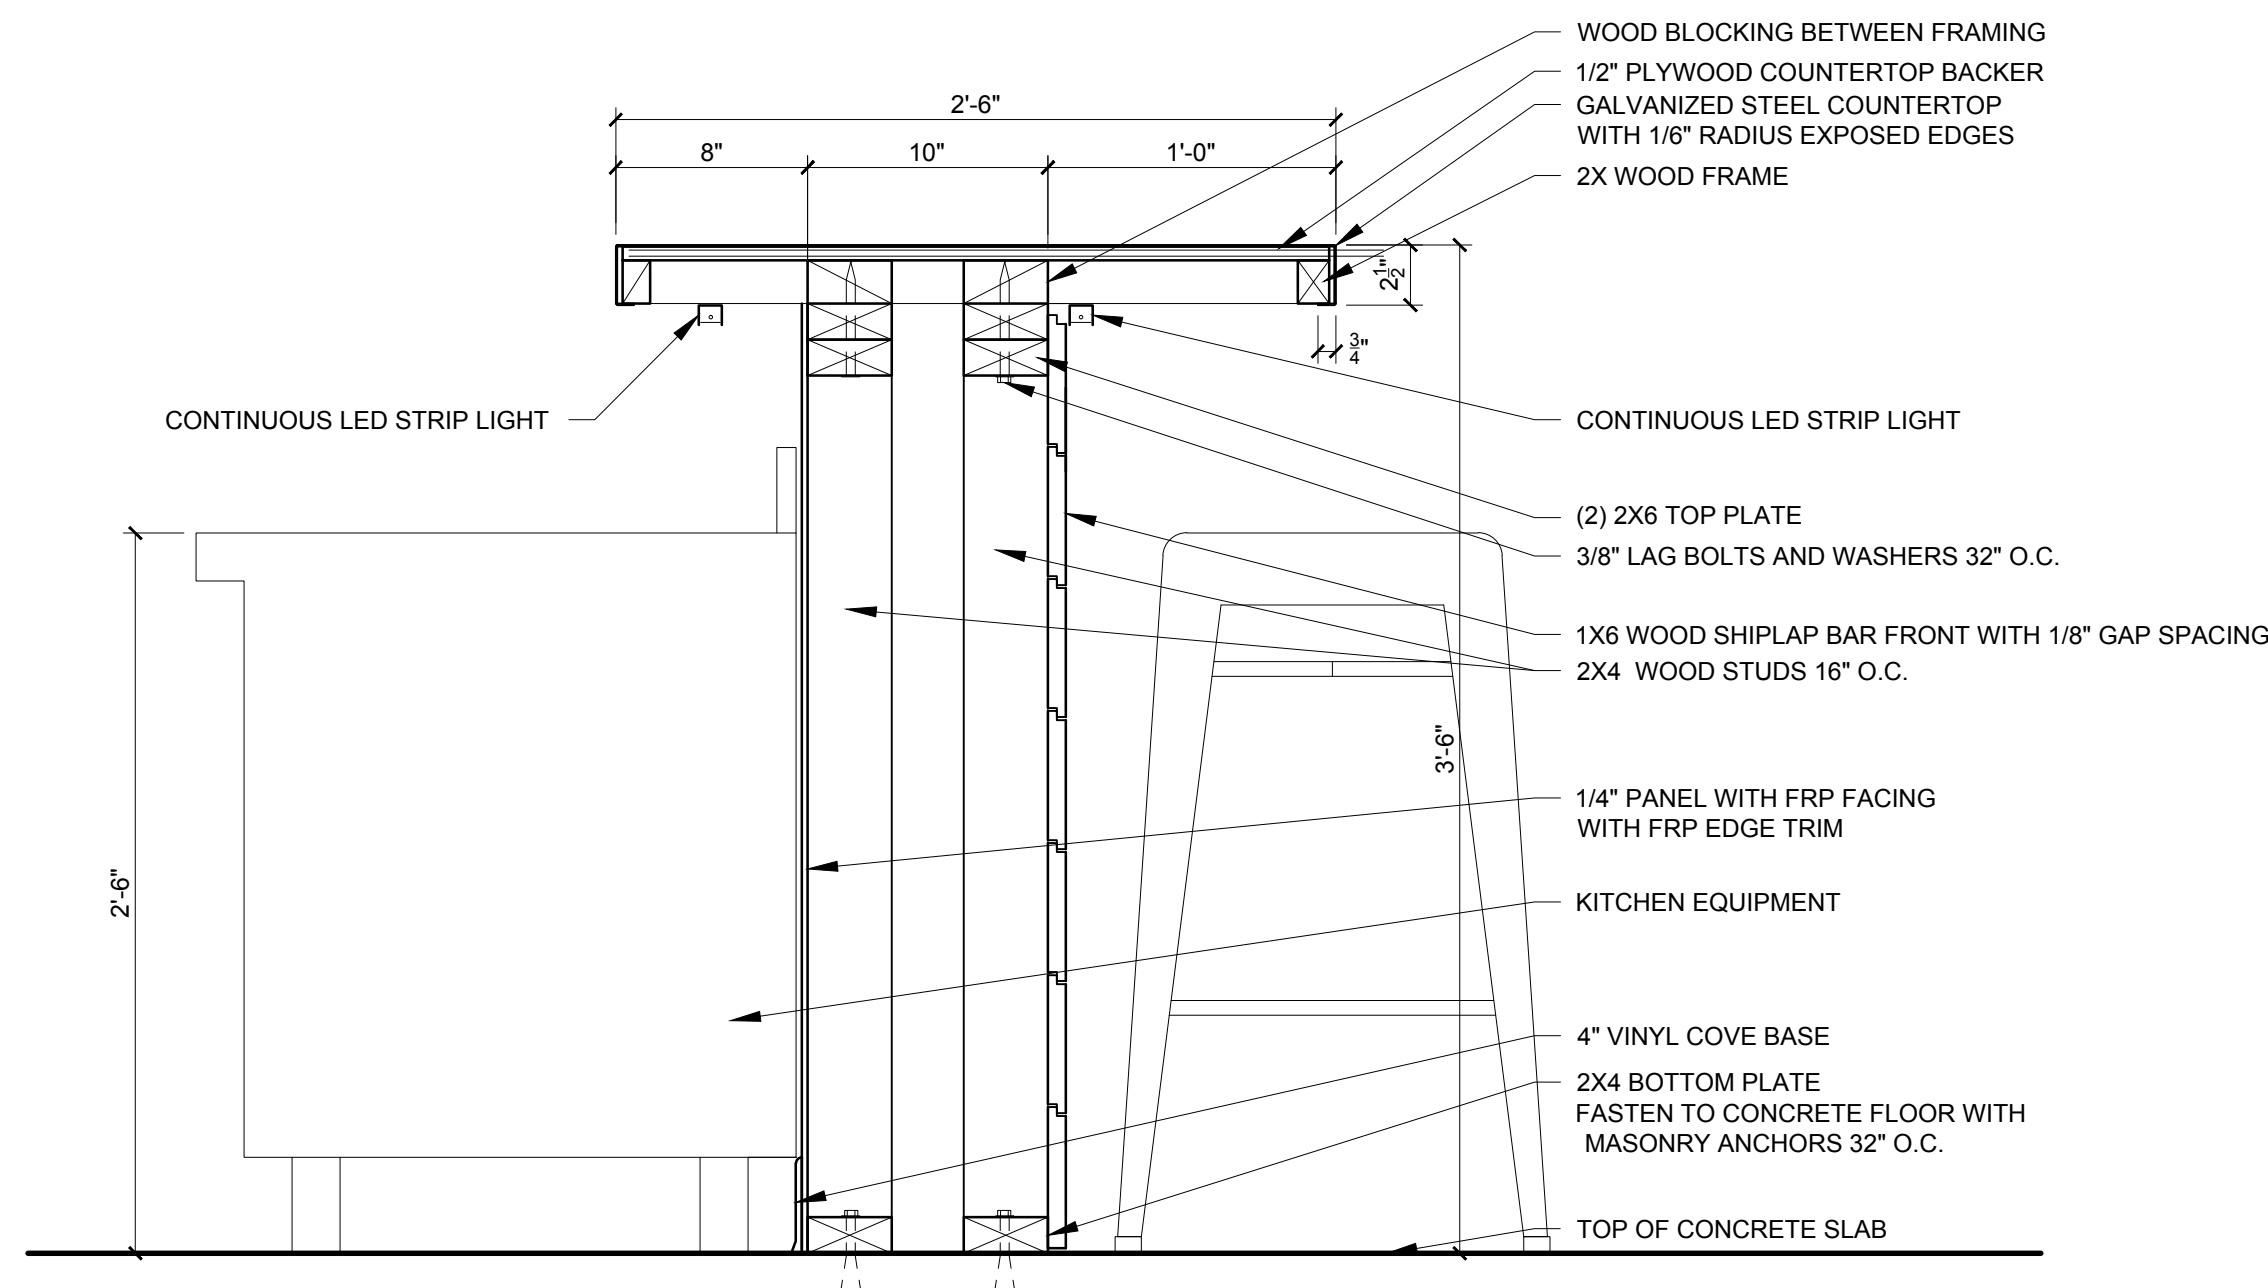 WOOD BLOCKING BETWEEN FRAMING
1/2" PLYWOOD COUNTERTOP BACKER
GALVANIZED STEEL COUNTERTOP
WITH 1/6" RADIUS EXPOSED EDGES
2X WOOD FRAME
2'-6"
8"
10"
1'-0"
2 1/2"
3/4"
CONTINUOUS LED STRIP LIGHT
CONTINUOUS LED STRIP LIGHT
(2) 2X6 TOP PLATE
3/8" LAG BOLTS AND WASHERS 32" O.C.
1X6 WOOD SHIPLAP BAR FRONT WITH 1/8" GAP SPACING
2X4 WOOD STUDS 16" O.C.
3'-6"
1/4" PANEL WITH FRP FACING
WITH FRP EDGE TRIM
2'-6"
KITCHEN EQUIPMENT
4" VINYL COVE BASE
2X4 BOTTOM PLATE
FASTEN TO CONCRETE FLOOR WITH
MASONRY ANCHORS 32" O.C.
TOP OF CONCRETE SLAB